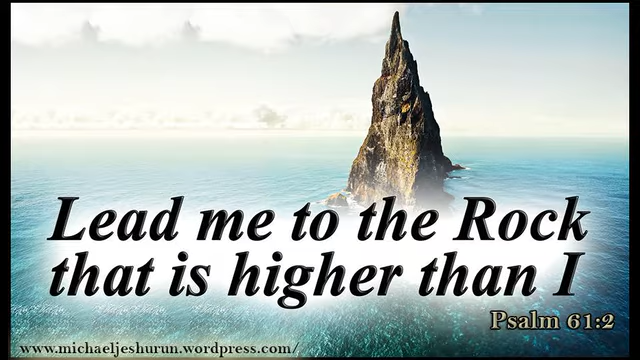 Lead me to the Rock
that is higher than I
Psalm 61:2
www.michaeljeshurun.wordpress.com/